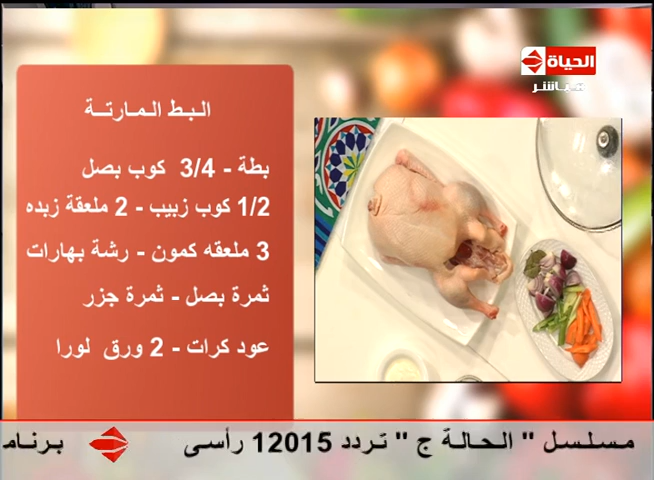 الحياة
مباشر
البط المارتة
بطة - 3/4 كوب بصل
1/2 كوب زبيب - 2 ملعقة زبده
3 ملعقه كمون - رشة بهارات
ثمرة بصل - ثمرة جزر
عود كرات - 2 ورق لورا
مسلسل " الحالة ج " تردد 12015 رأسى برنام